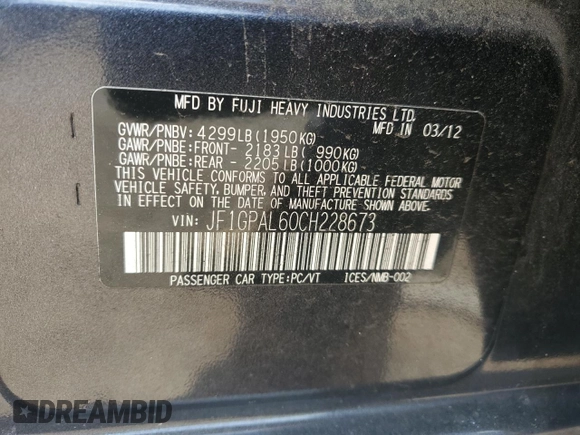 MFD BY FUJI HEAVY INDUSTRIES LTD.
MFD IN 03/12
GVWR/PNBV: 4299LB(1950KG)
GAWR/PNBE:FRONT- 2183LB( 990KG)
GAWR/PNBE:REAR - 2205LB(1000KG)
THIS VEHICLE CONFORMS TO ALL APPLICABLE FEDERAL MOTOR
VEHICLE SAFETY, BUMPER, AND THEFT PREVENTION STANDARDS
IN EFFECT ON THE DATE OF MANUFACTURE SHOWN ABOVE.
VIN: JF1GPAL60CH228673
PASSENGER CAR TYPE:PC/VT ICES/NMB-002
DREAMBID